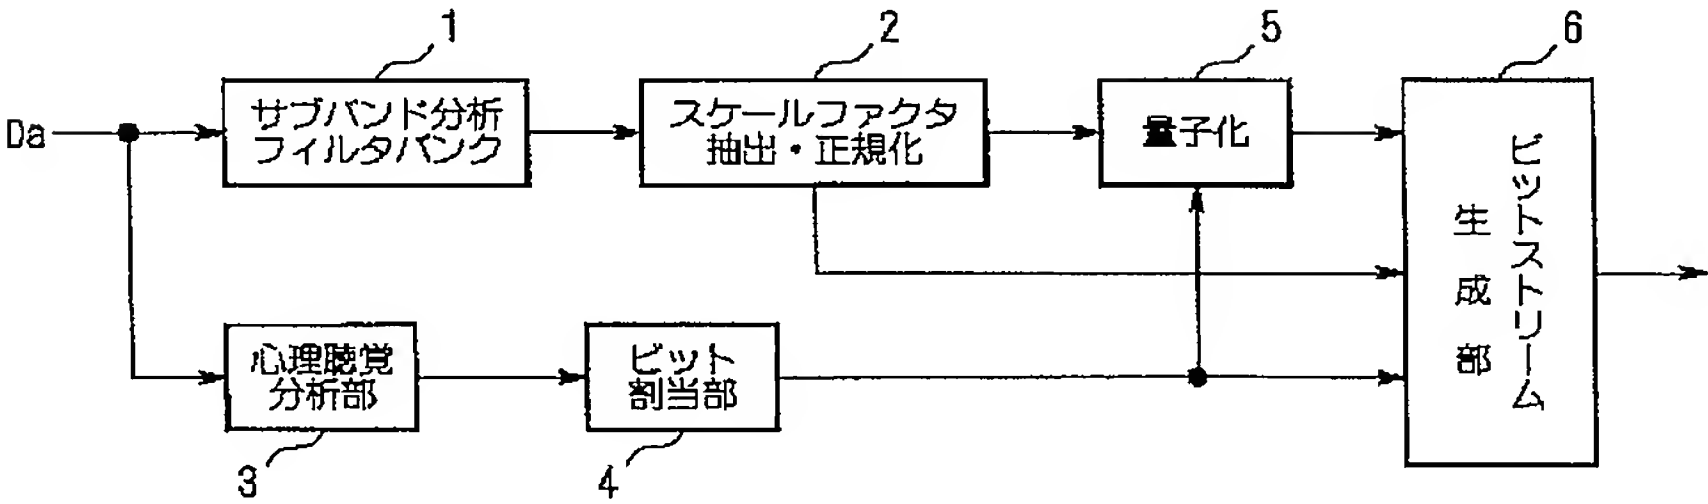 1
2
5
6
Da
サブバンド分析
フィルタバンク
スケールファクタ
抽出・正規化
量子化
ビットストリーム
生成部
心理聴覚
分析部
ビット
割当部
3
4